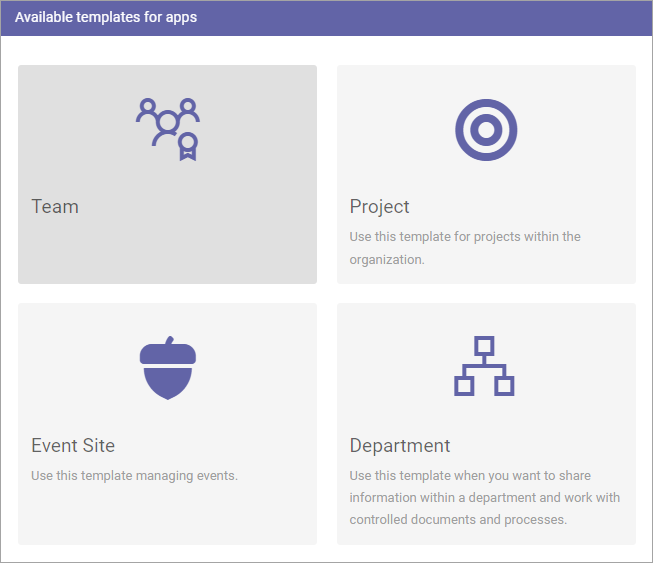 Available templates for apps
Team
Project
Use this template for projects within the
organization.
Event Site
Use this template managing events.
Department
Use this template when you want to share
information within a department and work with
controlled documents and processes.